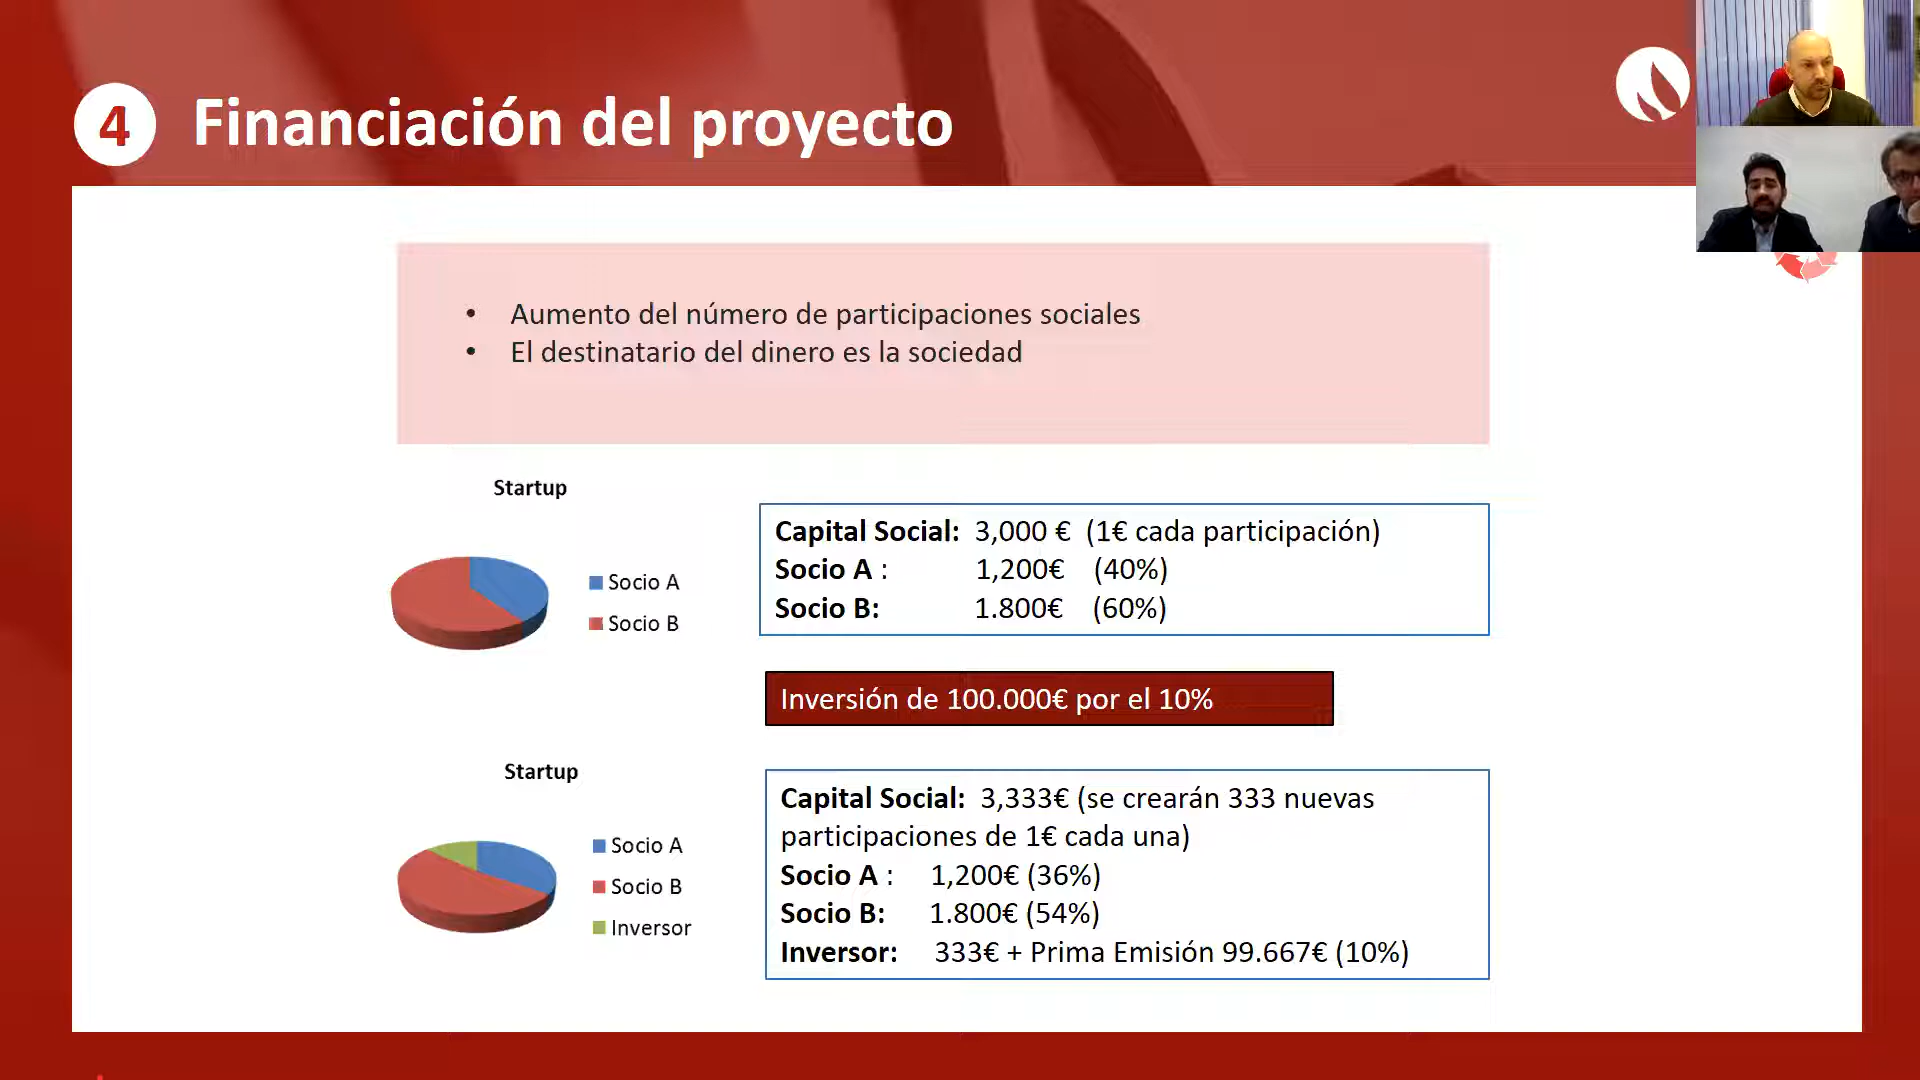 4 Financiación del proyecto
• Aumento del número de participaciones sociales
• El destinatario del dinero es la sociedad
Startup
Socio A
Socio B
Capital Social: 3,000 € (1€ cada participación)
Socio A : 1,200€ (40%)
Socio B: 1.800€ (60%)
Inversión de 100.000€ por el 10%
Startup
Socio A
Socio B
Inversor
Capital Social: 3,333€ (se crearán 333 nuevas
participaciones de 1€ cada una)
Socio A : 1,200€ (36%)
Socio B: 1.800€ (54%)
Inversor: 333€ + Prima Emisión 99.667€ (10%)